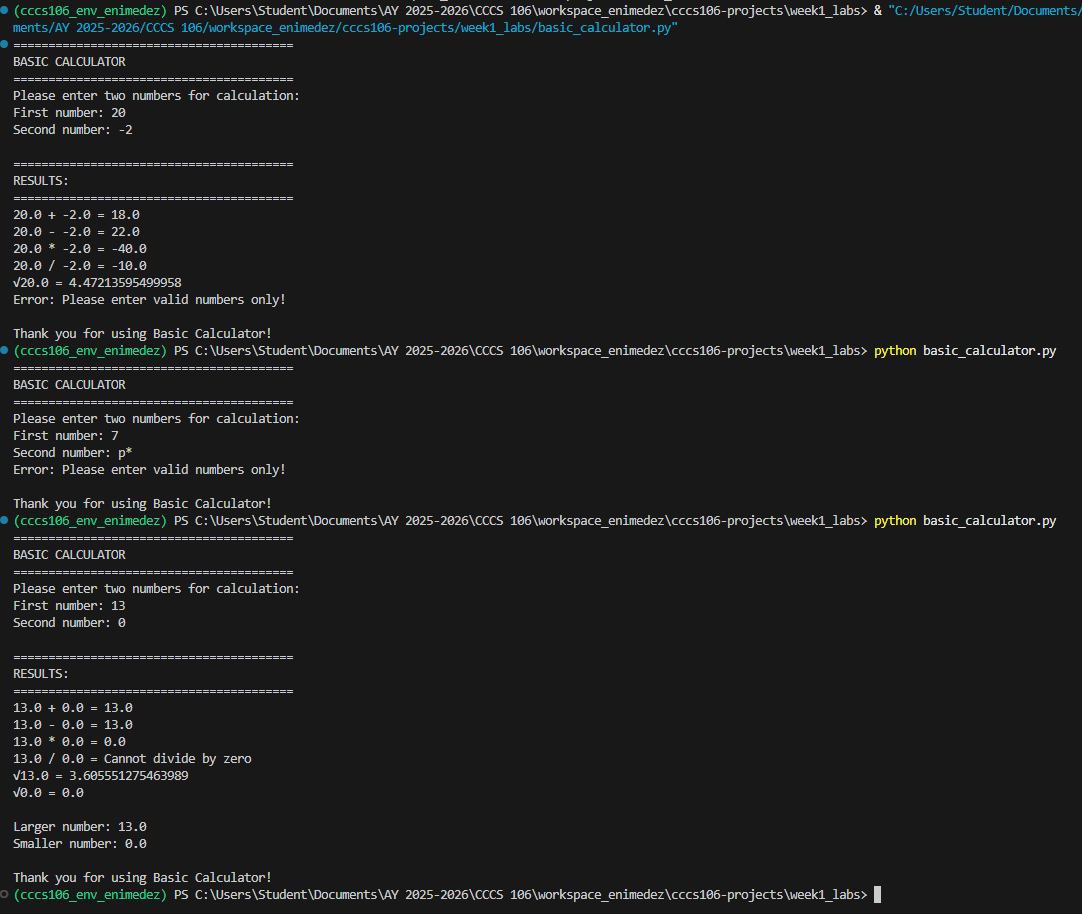 (cccs106_env_enimedez) PS C:\Users\Student\Documents\AY 2025-2026\CCCS 106\workspace_enimedez\cccs106-projects\week1_labs> & "C:/Users/Student/Documents/
ments/AY 2025-2026/CCCS 106/workspace_enimedez/cccs106-projects/week1_labs/basic_calculator.py"
========================================
BASIC CALCULATOR
========================================
Please enter two numbers for calculation:
First number: 20
Second number: -2
========================================
RESULTS:
========================================
20.0 + -2.0 = 18.0
20.0 - -2.0 = 22.0
20.0 * -2.0 = -40.0
20.0 / -2.0 = -10.0
√20.0 = 4.47213595499958
Error: Please enter valid numbers only!
Thank you for using Basic Calculator!
(cccs106_env_enimedez) PS C:\Users\Student\Documents\AY 2025-2026\CCCS 106\workspace_enimedez\cccs106-projects\week1_labs> python basic_calculator.py
========================================
BASIC CALCULATOR
========================================
Please enter two numbers for calculation:
First number: 7
Second number: p*
Error: Please enter valid numbers only!
Thank you for using Basic Calculator!
(cccs106_env_enimedez) PS C:\Users\Student\Documents\AY 2025-2026\CCCS 106\workspace_enimedez\cccs106-projects\week1_labs> python basic_calculator.py
========================================
BASIC CALCULATOR
========================================
Please enter two numbers for calculation:
First number: 13
Second number: 0
========================================
RESULTS:
========================================
13.0 + 0.0 = 13.0
13.0 - 0.0 = 13.0
13.0 * 0.0 = 0.0
13.0 / 0.0 = Cannot divide by zero
√13.0 = 3.605551275463989
√0.0 = 0.0
Larger number: 13.0
Smaller number: 0.0
Thank you for using Basic Calculator!
(cccs106_env_enimedez) PS C:\Users\Student\Documents\AY 2025-2026\CCCS 106\workspace_enimedez\cccs106-projects\week1_labs>